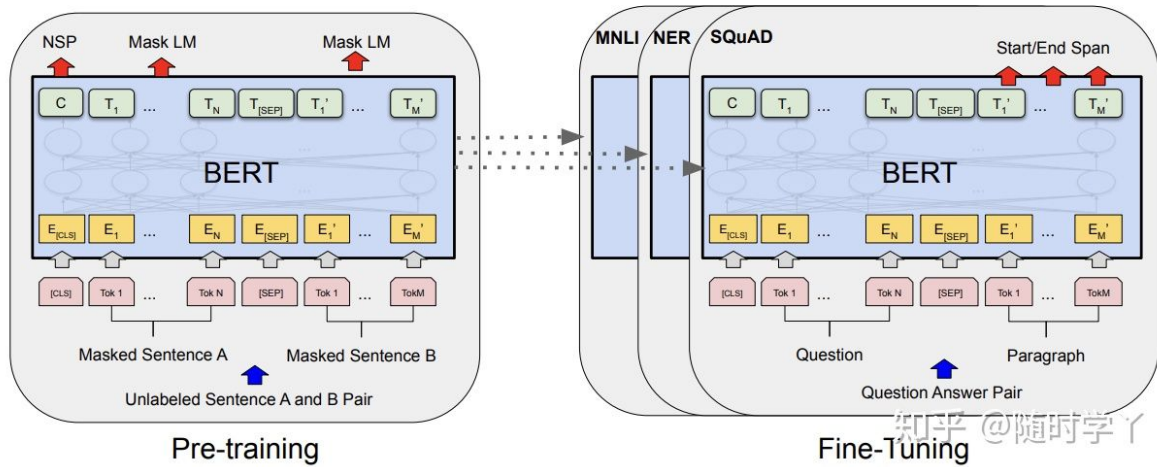 NSP Mask LM Mask LM
C T1 ... TN T[SEP] T1' ... TM'
...
BERT
...
E[CLS] E1 ... EN E[SEP] E1' ... EM'
[CLS] Tok 1 ... Tok N [SEP] Tok 1 ... TokM
Masked Sentence A Masked Sentence B
Unlabeled Sentence A and B Pair
Pre-training
MNLI NER SQuAD
Start/End Span
C T1 ... TN T[SEP] T1' ... TM'
...
BERT
...
E[CLS] E1 ... EN E[SEP] E1' ... EM'
[CLS] Tok 1 ... Tok N [SEP] Tok 1 ... TokM
Question Paragraph
Question Answer Pair
Fine-Tuning
知乎 @随时学丫